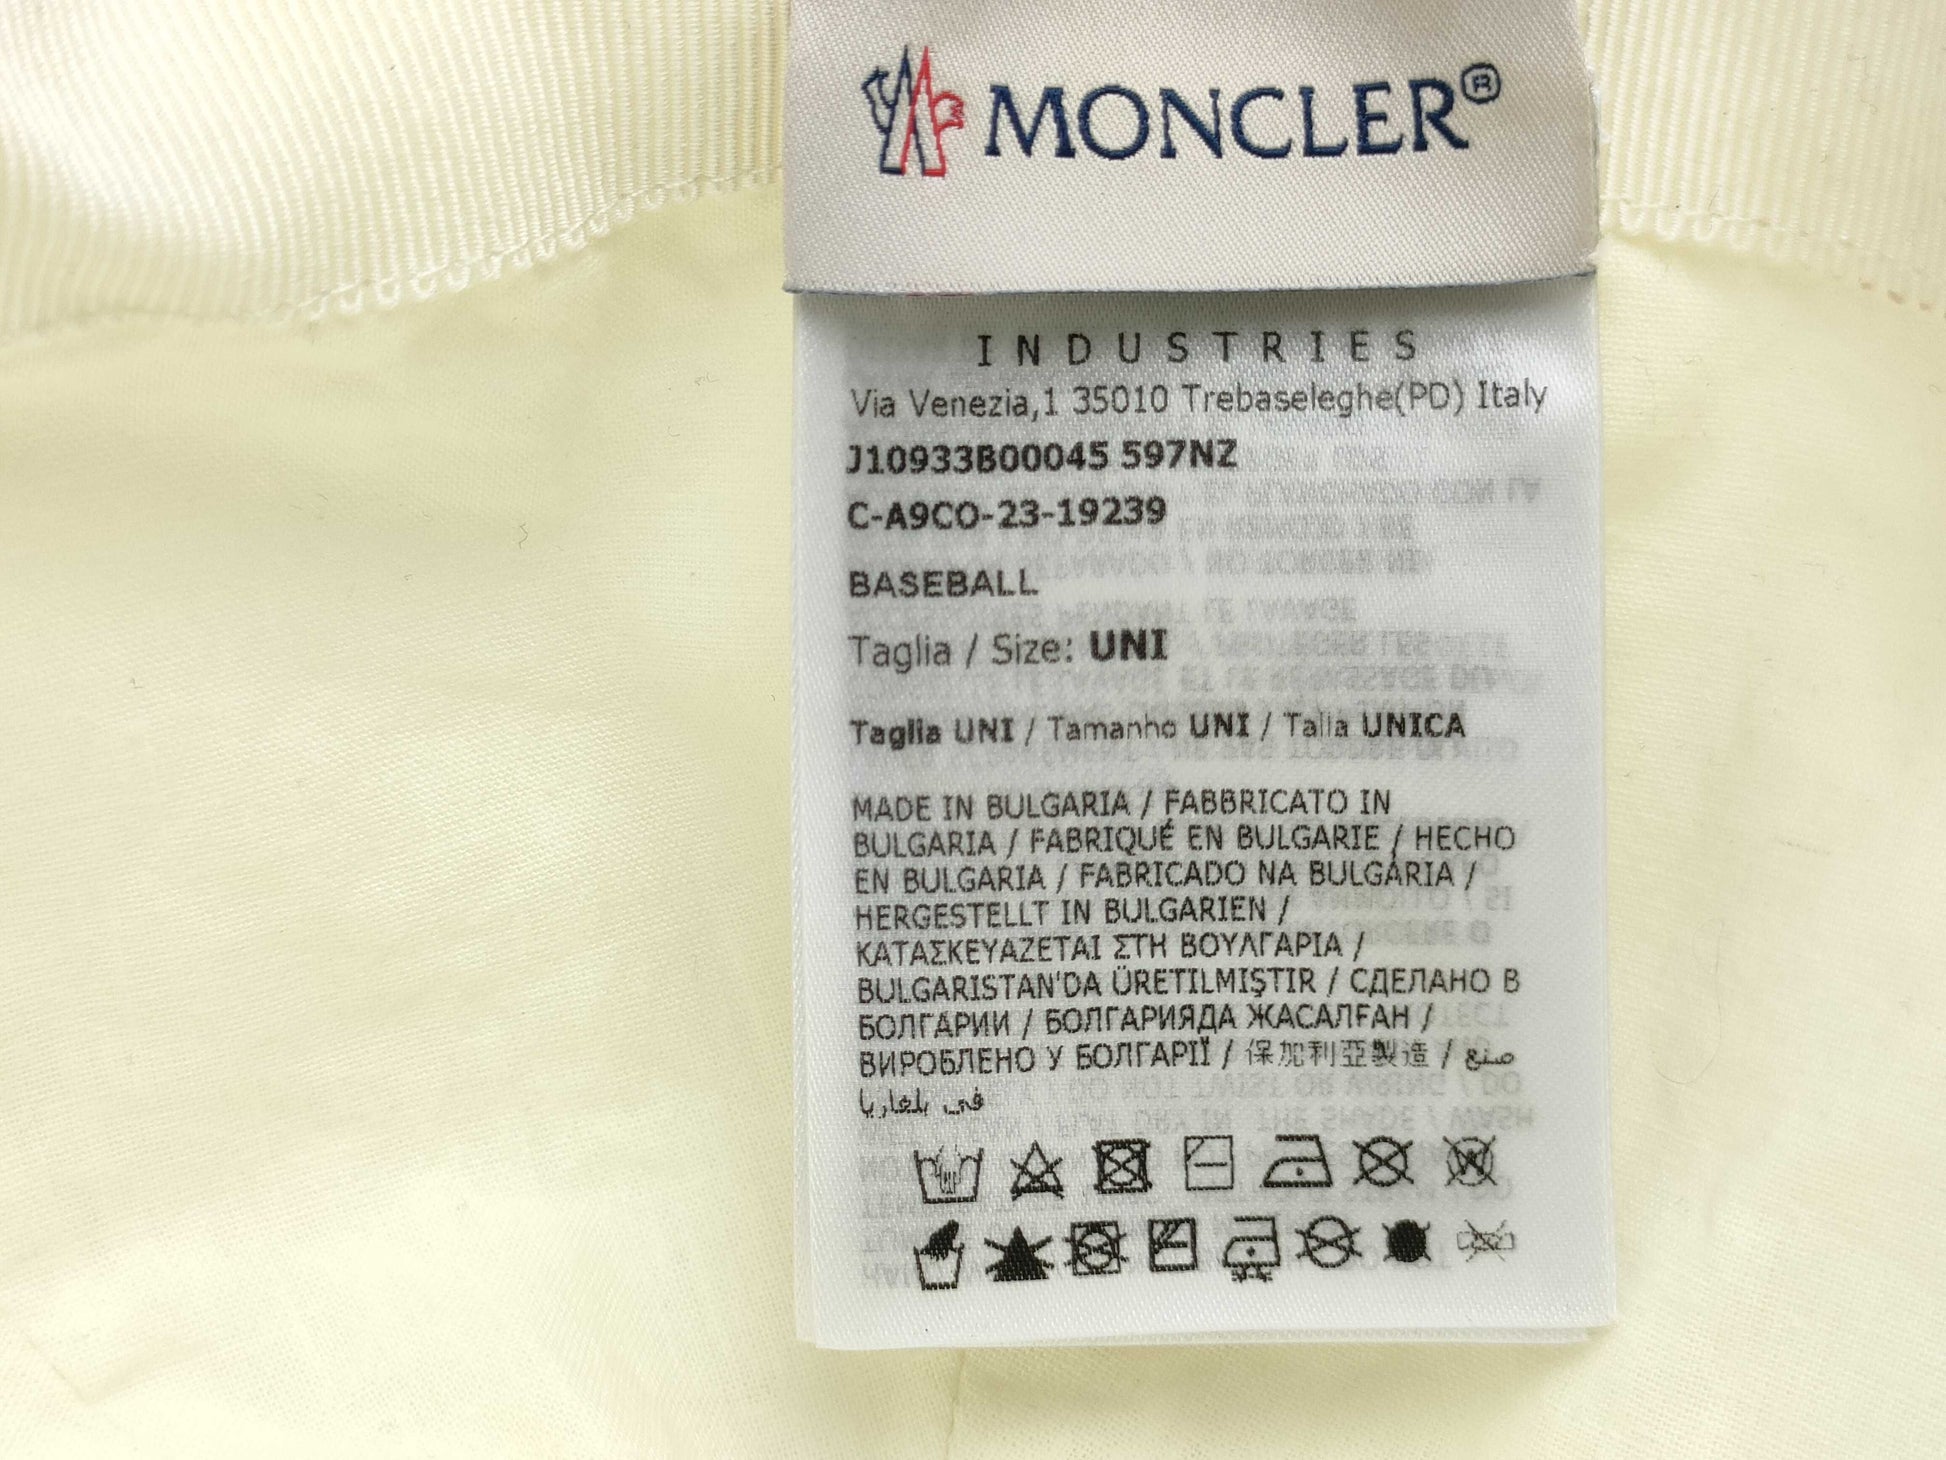 MONCLER®
INDUSTRIES
Via Venezia,1 35010 Trebaseleghe(PD) Italy
J10933B00045 597NZ
C-A9CO-23-19239
BASEBALL
Taglia / Size: UNI
Taglia UNI / Tamanho UNI / Talla UNICA
MADE IN BULGARIA / FABBRICATO IN
BULGARIA / FABRIQUÉ EN BULGARIE / HECHO
EN BULGARIA / FABRICADO NA BULGÁRIA /
HERGESTELLT IN BULGARIEN /
ΚΑΤΑΣΚΕΥΑΖΕΤΑΙ ΣΤΗ ΒΟΥΛΓΑΡΙΑ /
BULGARISTAN'DA ÜRETILMIŞTIR / СДЕЛАНО В
БОЛГАРИИ / БОЛГАРИЯДА ЖАСАЛҒАН /
ВИРОБЛЕНО У БОЛГАРІЇ / 保加利亞製造 / صنع
في بلغاريا